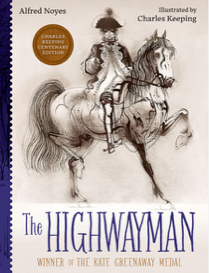 Alfred Noyes
Illustrated by
Charles Keeping
CHARLES
KEEPING
CENTENARY
EDITION
The HIGHWAYMAN
WINNER OF THE KATE GREENAWAY MEDAL